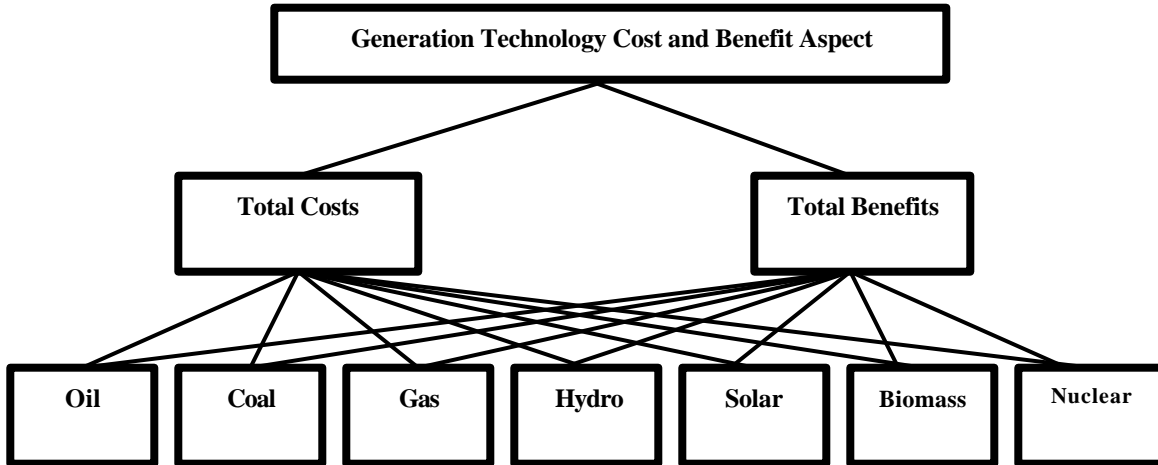 Generation Technology Cost and Benefit Aspect
Total Costs
Total Benefits
Oil
Coal
Gas
Hydro
Solar
Biomass
Nuclear